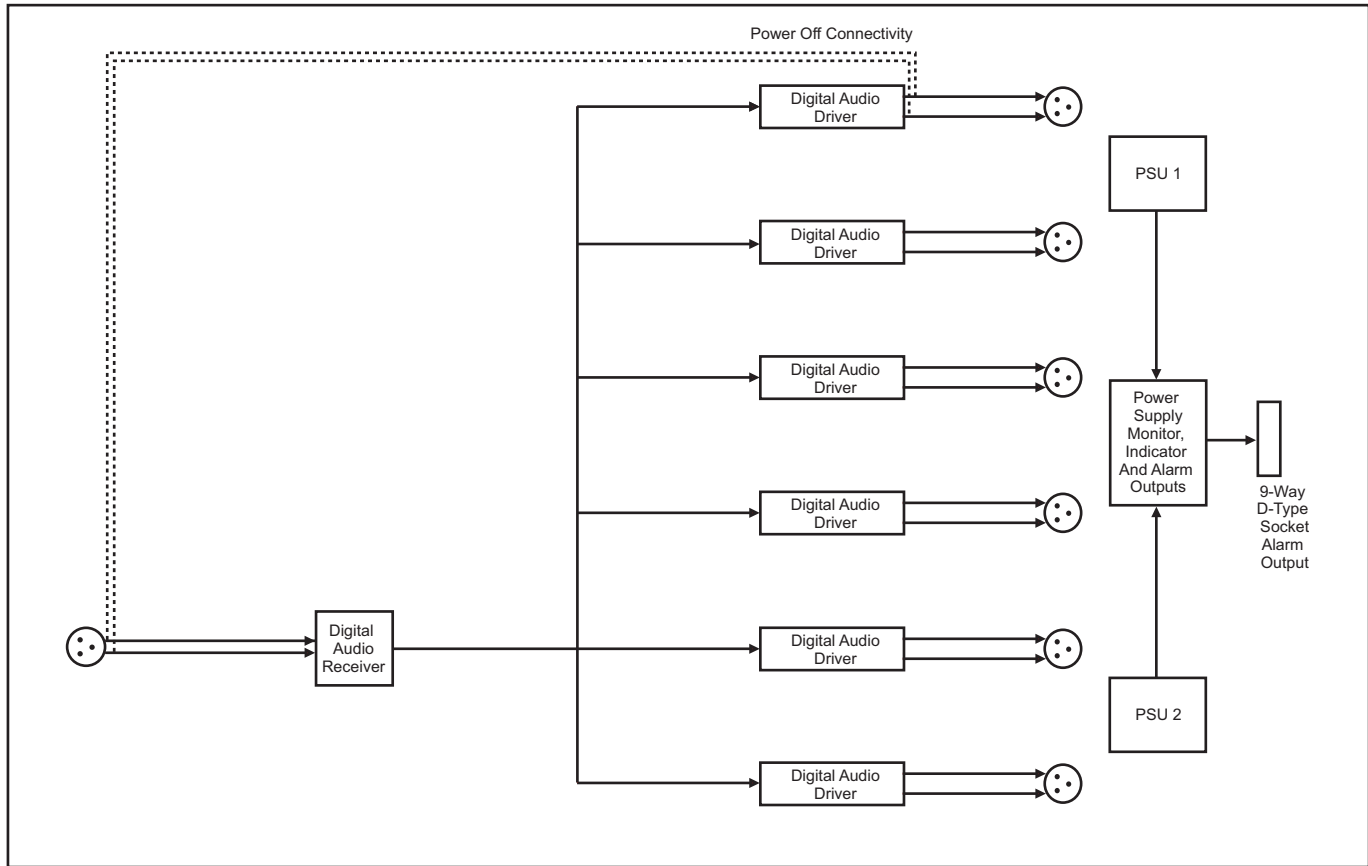 Power Off Connectivity
Digital Audio
Driver
PSU 1
Digital Audio
Driver
Digital Audio
Driver
Power
Supply
Monitor,
Indicator
And Alarm
Outputs
9-Way
D-Type
Socket
Alarm
Output
Digital Audio
Driver
Digital
Audio
Receiver
Digital Audio
Driver
PSU 2
Digital Audio
Driver